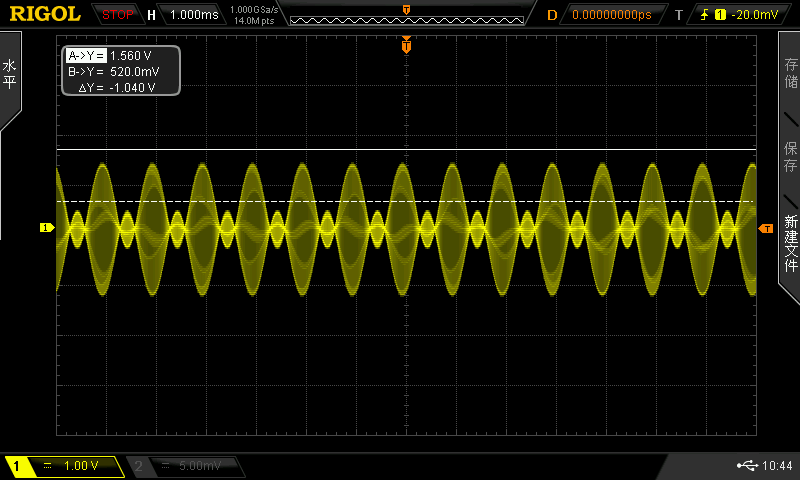 RIGOL STOP H 1.000ms 1.000GSa/s 14.0M pts T D 0.00000000ps T 1 -20.0mV
水平
T
A->Y = 1.560 V
B->Y = 520.0mV
ΔY = -1.040 V
存储
保存
新建文件
1
T
1 1.00 V 2 5.00mV 10:44